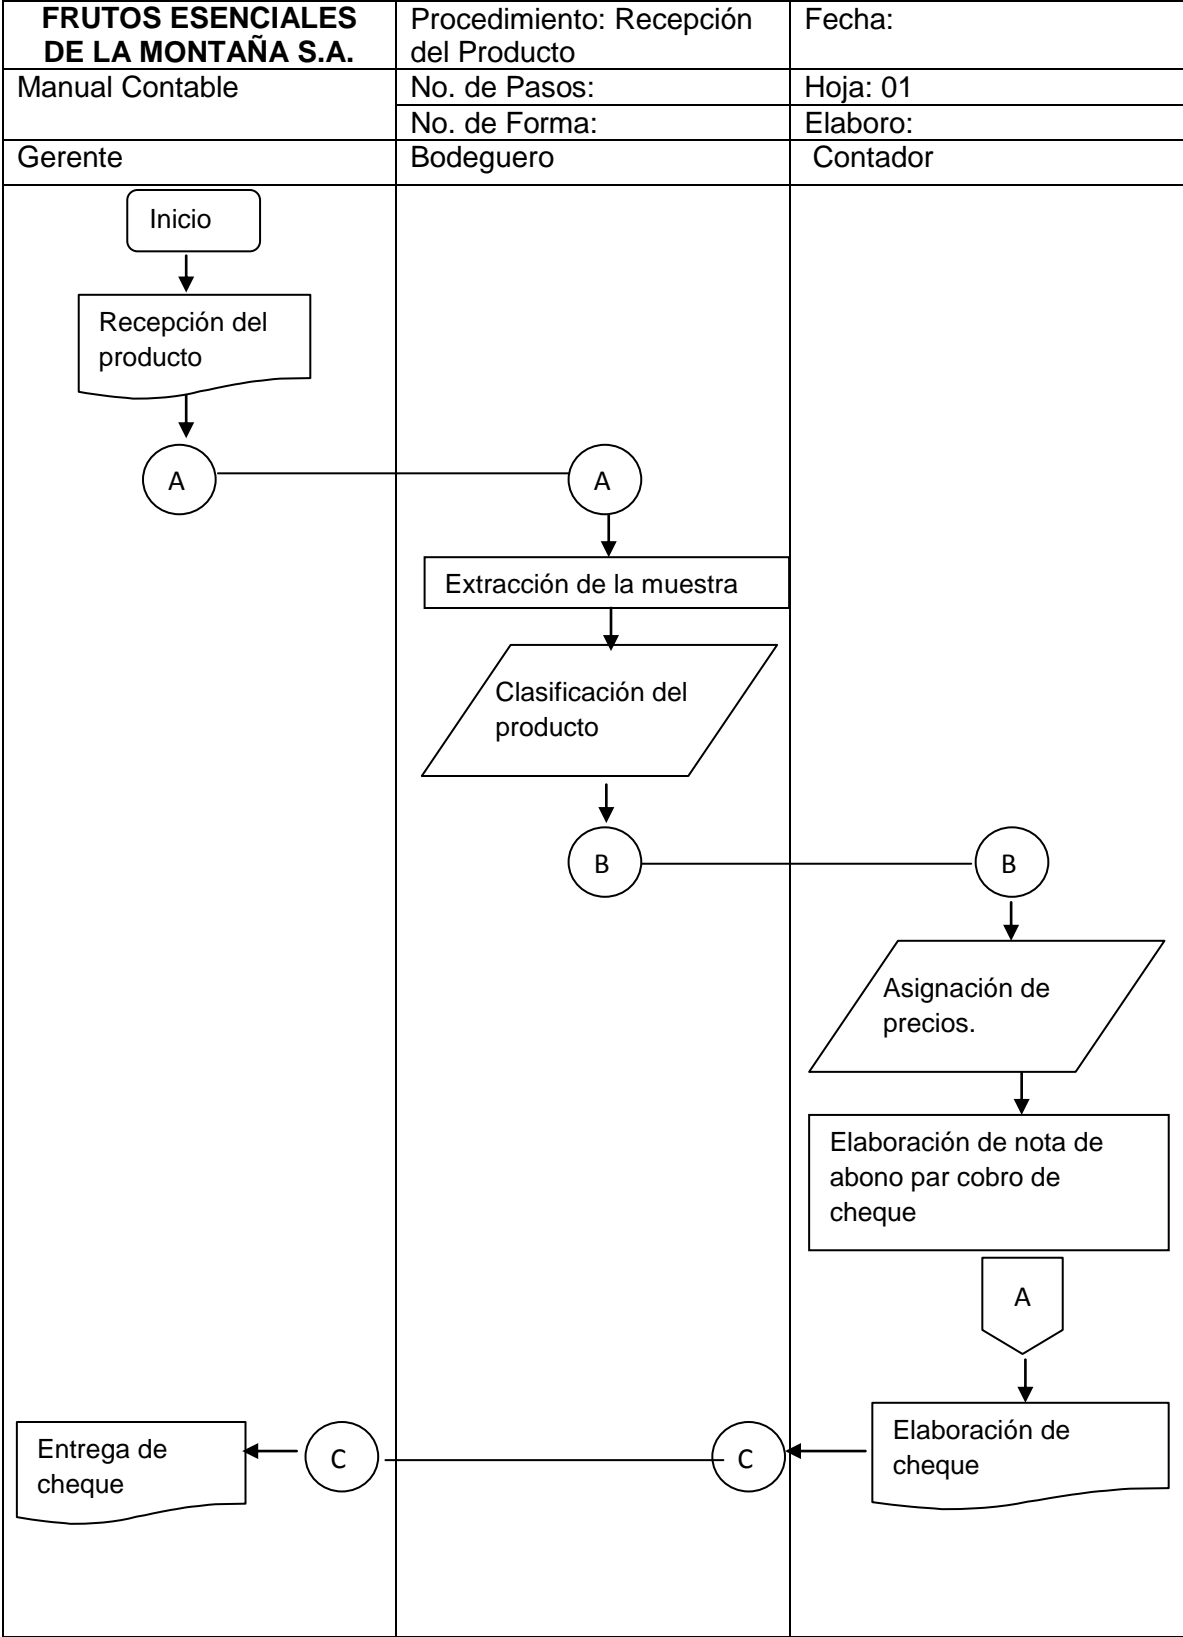 FRUTOS ESENCIALES
DE LA MONTAÑA S.A.
Procedimiento: Recepción
del Producto
Fecha:
Manual Contable
No. de Pasos:
Hoja: 01
No. de Forma:
Elaboro:
Gerente
Bodeguero
Contador
Inicio
Recepción del
producto
A
A
Extracción de la muestra
Clasificación del
producto
B
B
Asignación de
precios.
Elaboración de nota de
abono par cobro de
cheque
A
Elaboración de
cheque
C
C
Entrega de
cheque